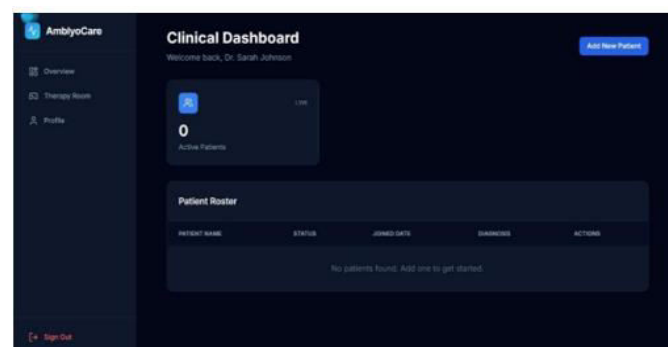 AmblyoCare
Overview
Therapy Room
Profile
Sign Out
Clinical Dashboard
Welcome back, Dr. Sarah Johnson
Add New Patient
LIVE
0
Active Patients
Patient Roster
PATIENT NAME STATUS JOINED DATE DIAGNOSIS ACTIONS
No patients found. Add one to get started.